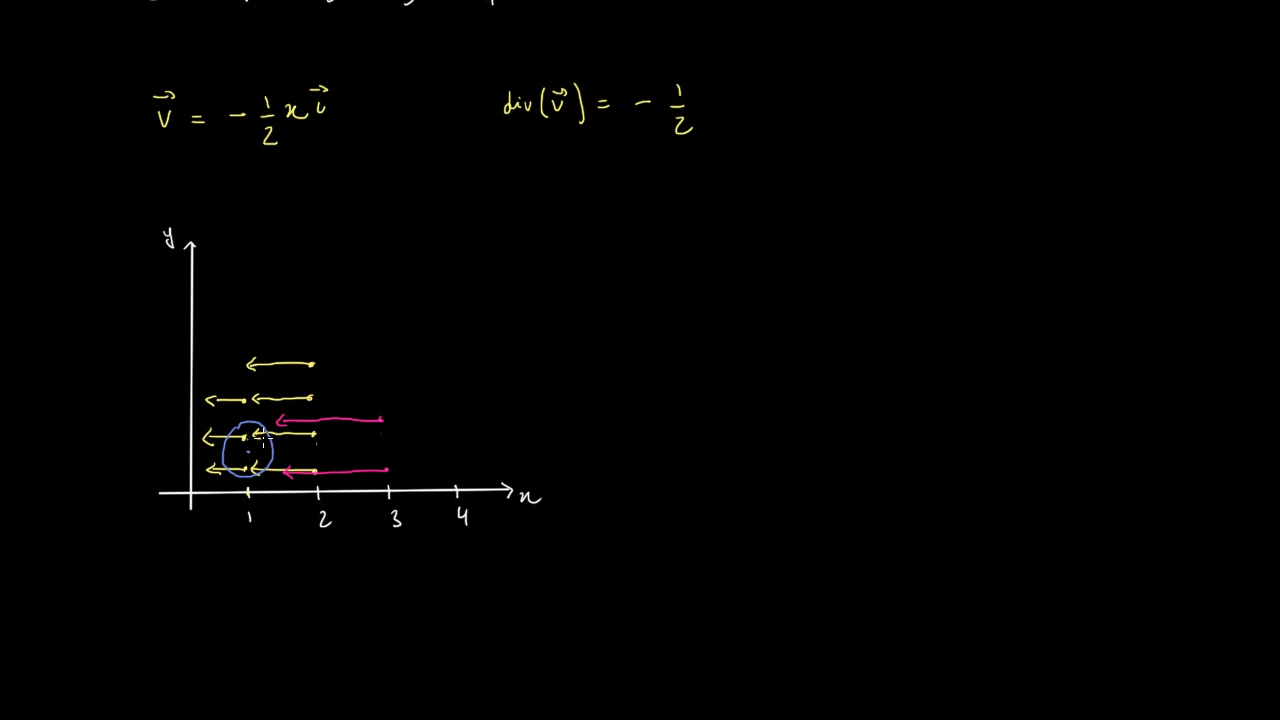 v⃗ = - 1/2 x i⃗
div(v⃗) = - 1/2
y
x
1 2 3 4